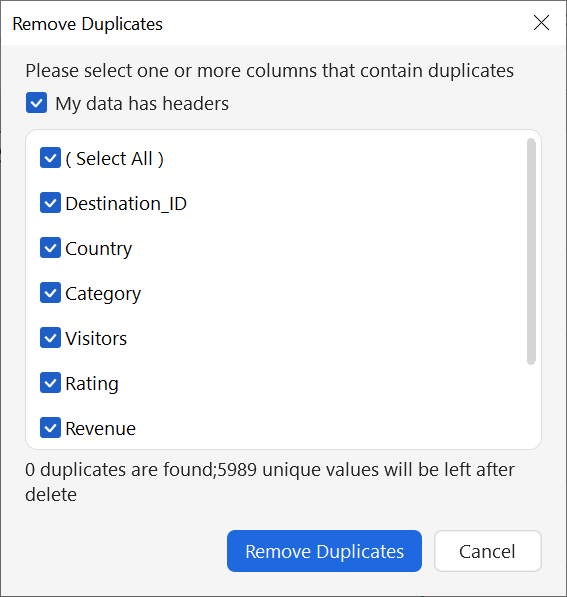 Remove Duplicates
Please select one or more columns that contain duplicates
My data has headers
( Select All )
Destination_ID
Country
Category
Visitors
Rating
Revenue
0 duplicates are found;5989 unique values will be left after
delete
Remove Duplicates
Cancel